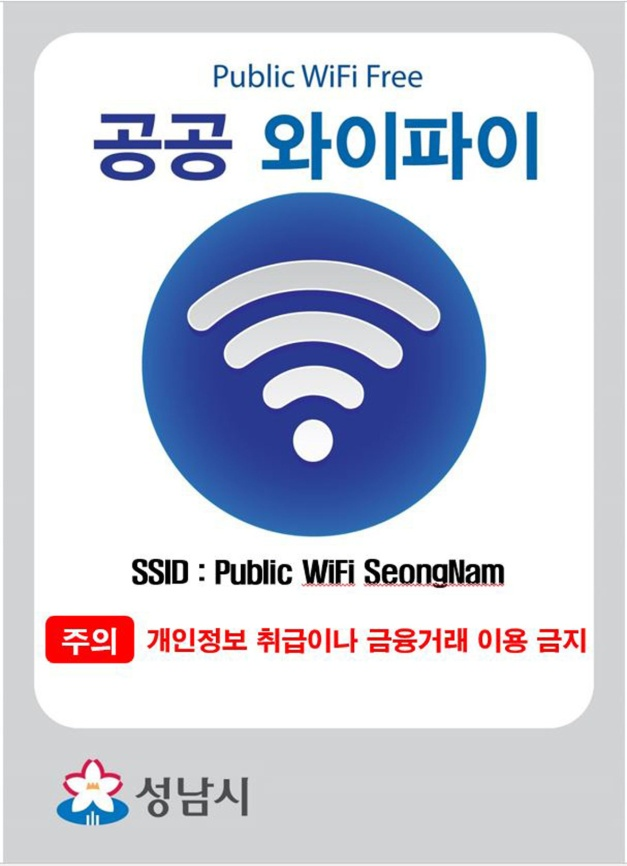 Public WiFi Free
공공 와이파이
SSID : Public WiFi SeongNam
주의 개인정보 취급이나 금융거래 이용 금지
성남시